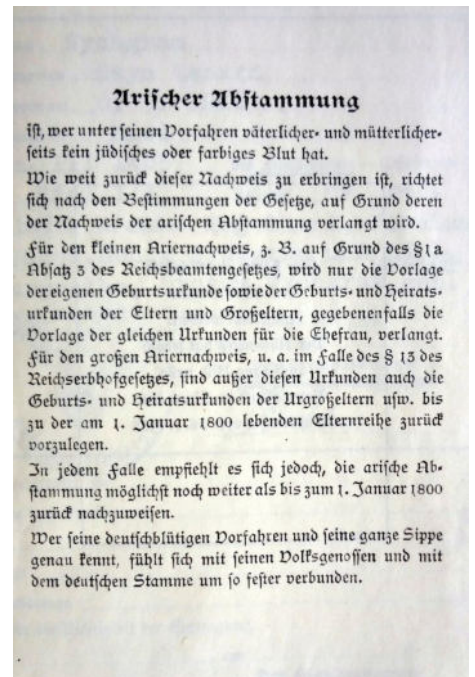 Arischer Abstammung
ist, wer unter seinen Vorfahren väterlicher- und mütterlicher-
seits kein jüdisches oder farbiges Blut hat.
Wie weit zurück dieser Nachweis zu erbringen ist, richtet
sich nach den Bestimmungen der Gesetze, auf Grund deren
der Nachweis der arischen Abstammung verlangt wird.
Für den kleinen Ariernachweis, z. B. auf Grund des §1a
Absatz 3 des Reichsbeamtengesetzes, wird nur die Vorlage
der eigenen Geburtsurkunde sowie der Geburts- und Heirats-
urkunden der Eltern und Großeltern, gegebenenfalls die
Vorlage der gleichen Urkunden für die Ehefrau, verlangt.
Für den großen Ariernachweis, u. a. im Falle des § 13 des
Reichserbhofgesetzes, sind außer diesen Urkunden auch die
Geburts- und Heiratsurkunden der Urgroßeltern usw. bis
zu der am 1. Januar 1800 lebenden Elternreihe zurück
vorzulegen.
In jedem Falle empfiehlt es sich jedoch, die arische Ab-
stammung möglichst noch weiter als bis zum 1. Januar 1800
zurück nachzuweisen.
Wer seine deutschblütigen Vorfahren und seine ganze Sippe
genau kennt, fühlt sich mit seinen Volksgenossen und mit
dem deutschen Stamme um so fester verbunden.